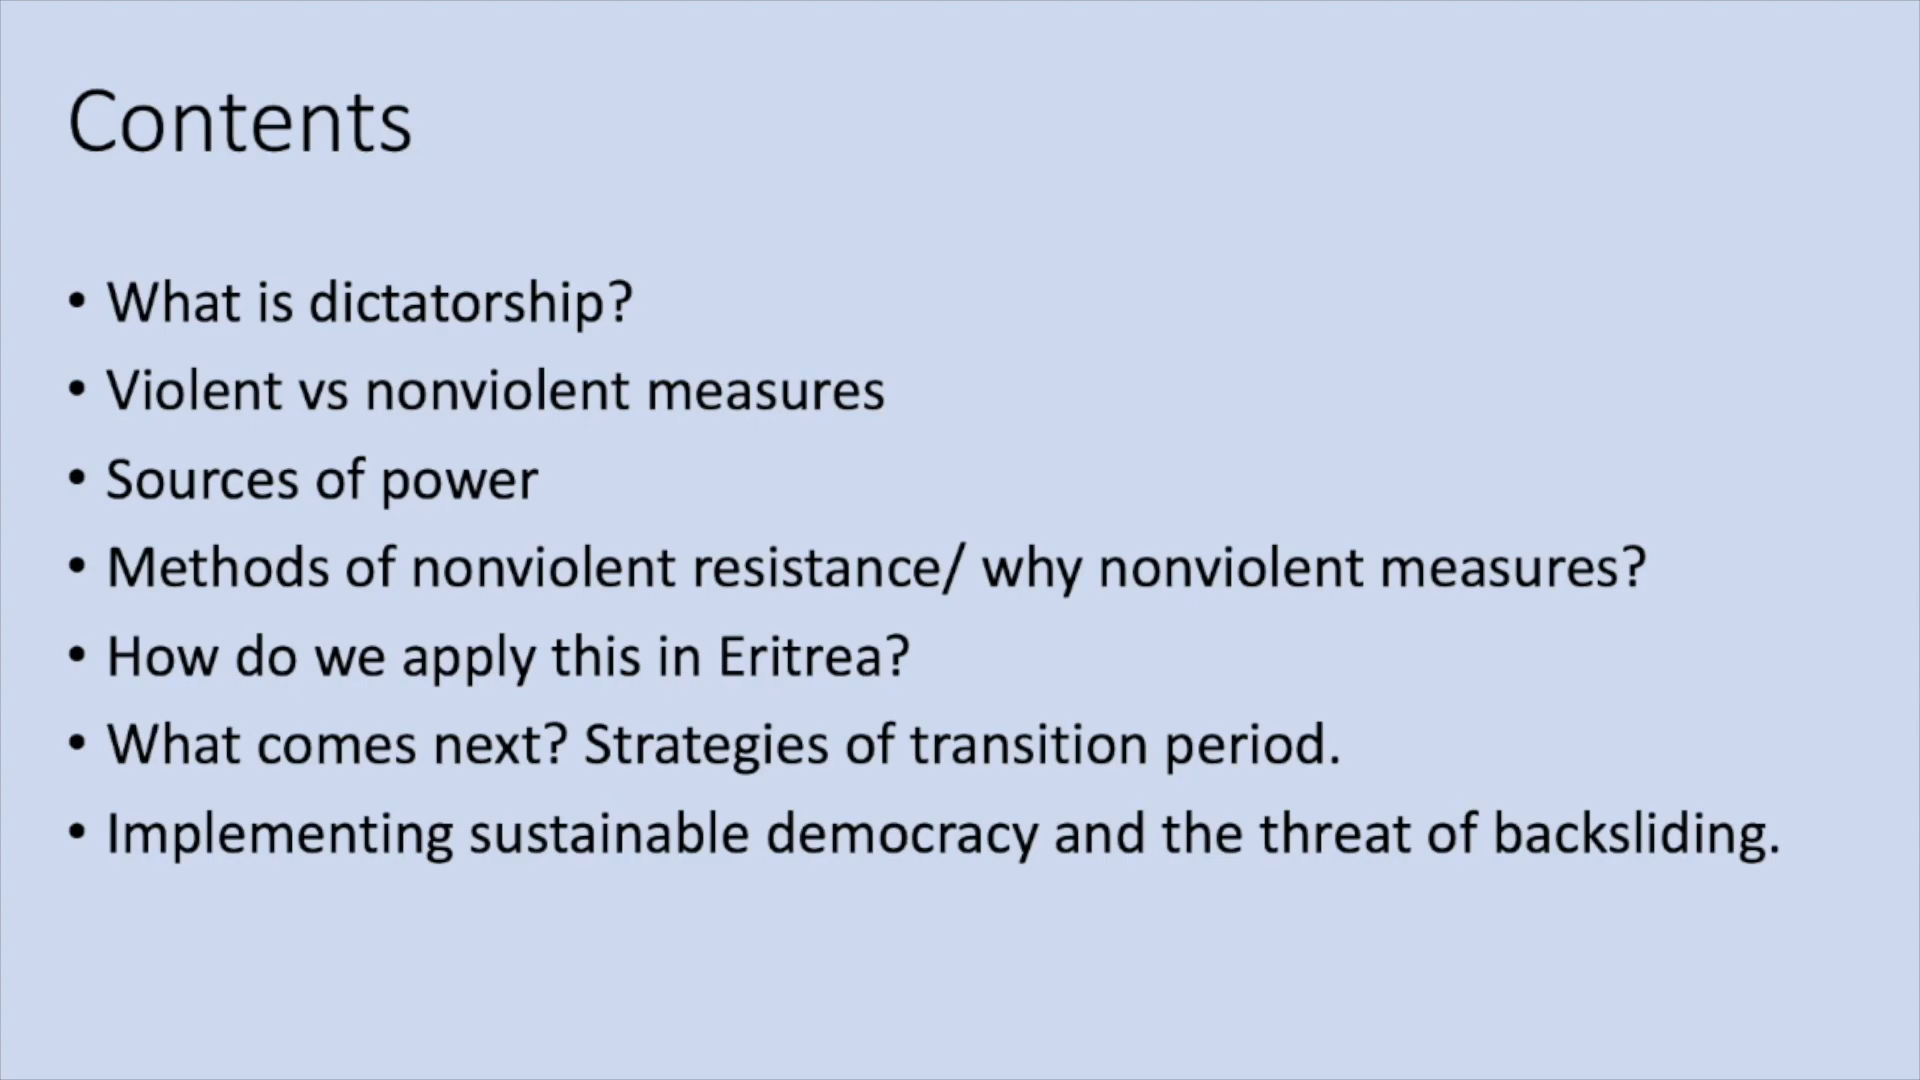 Contents
• What is dictatorship?
• Violent vs nonviolent measures
• Sources of power
• Methods of nonviolent resistance/ why nonviolent measures?
• How do we apply this in Eritrea?
• What comes next? Strategies of transition period.
• Implementing sustainable democracy and the threat of backsliding.